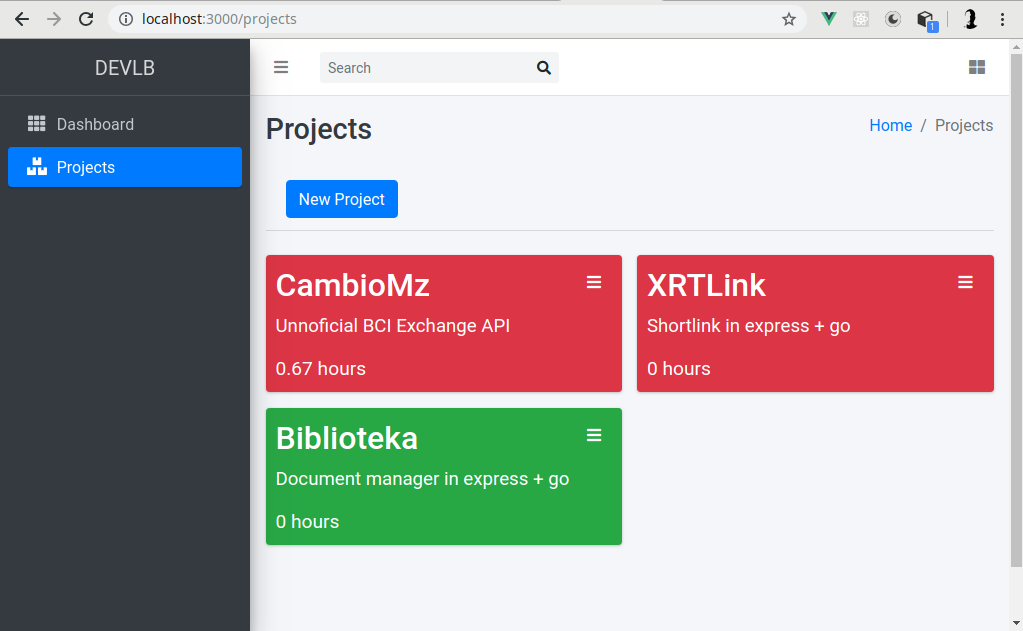 localhost:3000/projects
1
DEVLB
Search
Dashboard
Projects
Projects
Home / Projects
New Project
CambioMz
Unnoficial BCI Exchange API
0.67 hours
XRTLink
Shortlink in express + go
0 hours
Biblioteka
Document manager in express + go
0 hours